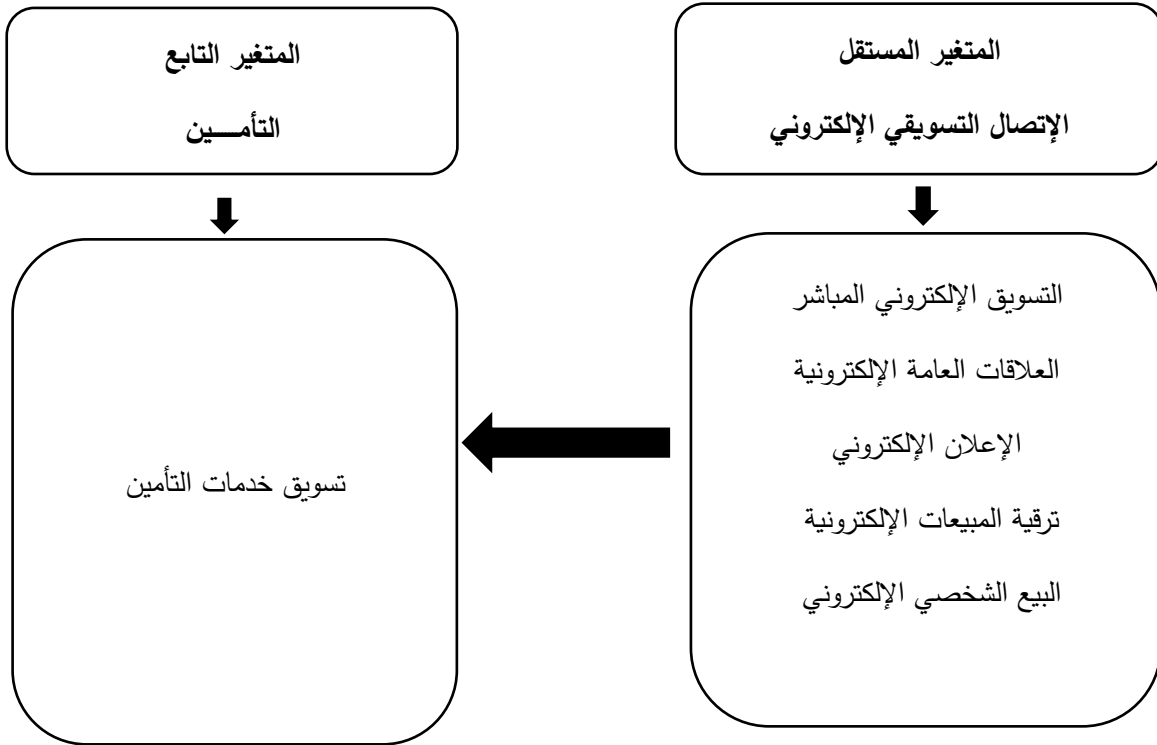 المتغير المستقل
الإتصال التسويقي الإلكتروني
المتغير التابع
التأمـــــين
التسويق الإلكتروني المباشر
العلاقات العامة الإلكترونية
الإعلان الإلكتروني
ترقية المبيعات الإلكترونية
البيع الشخصي الإلكتروني
تسويق خدمات التأمين